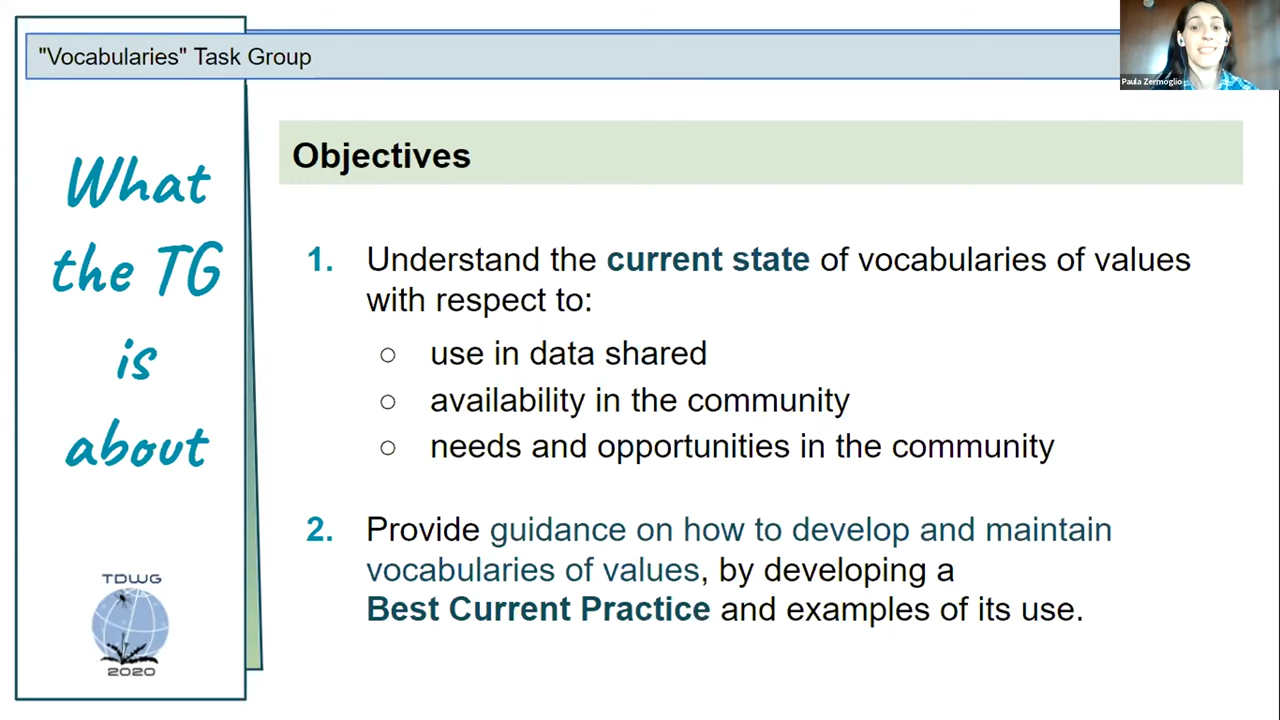 "Vocabularies" Task Group
Paula Zermoglio
What
the TG
is
about
TDWG
2020
Objectives
1. Understand the current state of vocabularies of values
with respect to:
○ use in data shared
○ availability in the community
○ needs and opportunities in the community
2. Provide guidance on how to develop and maintain
vocabularies of values, by developing a
Best Current Practice and examples of its use.